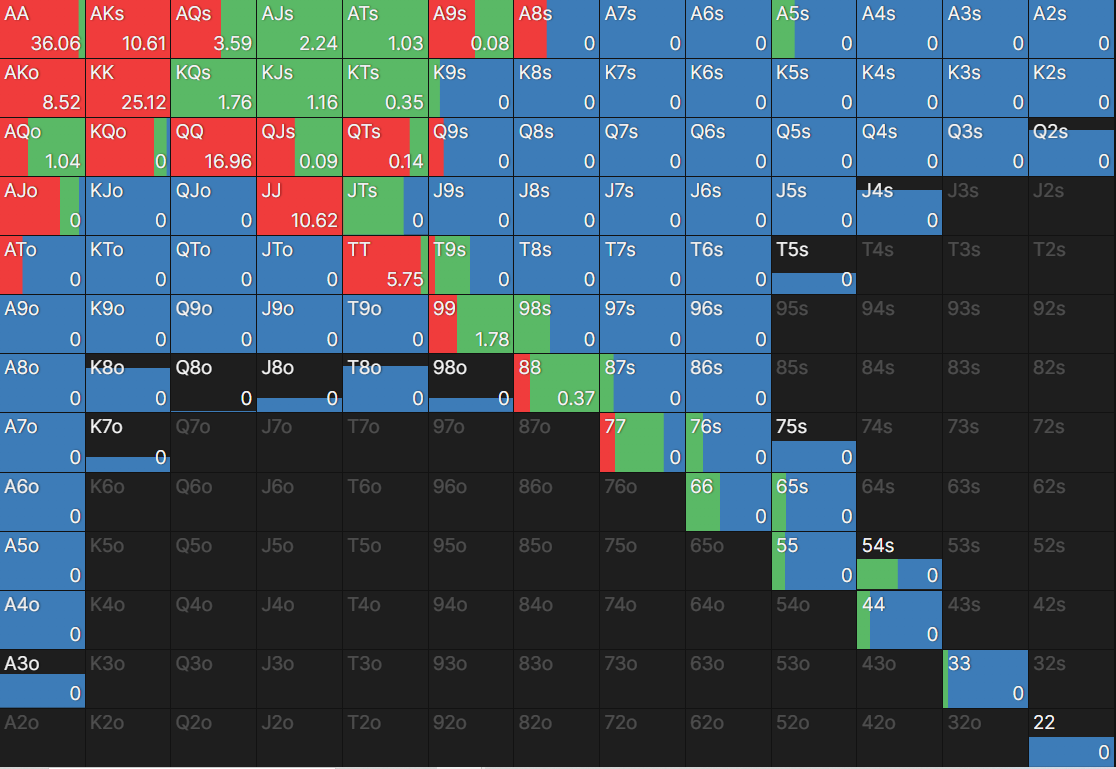 AA AKs AQs AJs ATs A9s A8s A7s A6s A5s A4s A3s A2s
36.06 10.61 3.59 2.24 1.03 0.08 0 0 0 0 0 0 0
AKo KK KQs KJs KTs K9s K8s K7s K6s K5s K4s K3s K2s
8.52 25.12 1.76 1.16 0.35 0 0 0 0 0 0 0 0
AQo KQo QQ QJs QTs Q9s Q8s Q7s Q6s Q5s Q4s Q3s Q2s
1.04 0 16.96 0.09 0.14 0 0 0 0 0 0 0 0
AJo KJo QJo JJ JTs J9s J8s J7s J6s J5s J4s J3s J2s
0 0 0 10.62 0 0 0 0 0 0 0
ATo KTo QTo JTo TT T9s T8s T7s T6s T5s T4s T3s T2s
0 0 0 0 5.75 0 0 0 0 0
A9o K9o Q9o J9o T9o 99 98s 97s 96s 95s 94s 93s 92s
0 0 0 0 0 1.78 0 0 0
A8o K8o Q8o J8o T8o 98o 88 87s 86s 85s 84s 83s 82s
0 0 0 0 0 0 0.37 0 0
A7o K7o Q7o J7o T7o 97o 87o 77 76s 75s 74s 73s 72s
0 0 0 0 0
A6o K6o Q6o J6o T6o 96o 86o 76o 66 65s 64s 63s 62s
0 0 0
A5o K5o Q5o J5o T5o 95o 85o 75o 65o 55 54s 53s 52s
0 0 0
A4o K4o Q4o J4o T4o 94o 84o 74o 64o 54o 44 43s 42s
0 0
A3o K3o Q3o J3o T3o 93o 83o 73o 63o 53o 43o 33 32s
0 0
A2o K2o Q2o J2o T2o 92o 82o 72o 62o 52o 42o 32o 22
0